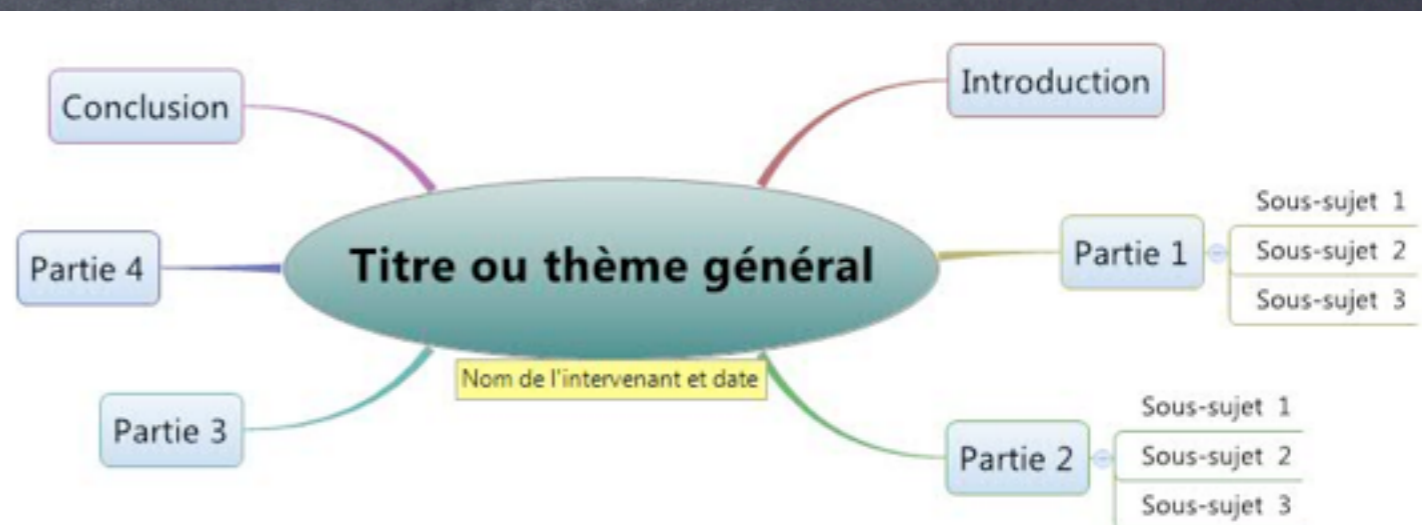 Introduction
Conclusion
Sous-sujet 1
Partie 1
Sous-sujet 2
Sous-sujet 3
Titre ou thème général
Partie 4
Nom de l'intervenant et date
Partie 3
Sous-sujet 1
Partie 2
Sous-sujet 2
Sous-sujet 3